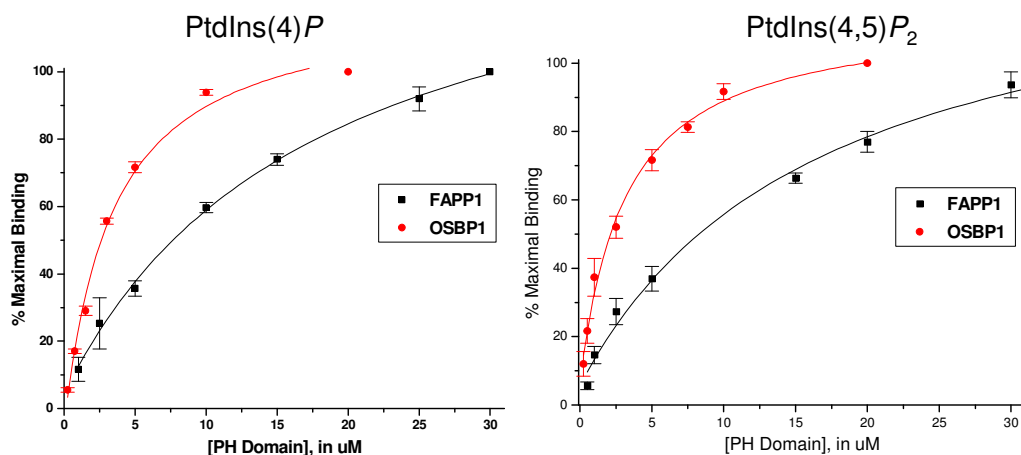 PtdIns(4)P
% Maximal Binding
100
80
60
40
20
0
FAPP1
OSBP1
0 5 10 15 20 25 30
[PH Domain], in uM
PtdIns(4,5)P2
% Maximal Binding
100
80
60
40
20
0
FAPP1
OSBP1
0 5 10 15 20 25 30
[PH Domain], in uM